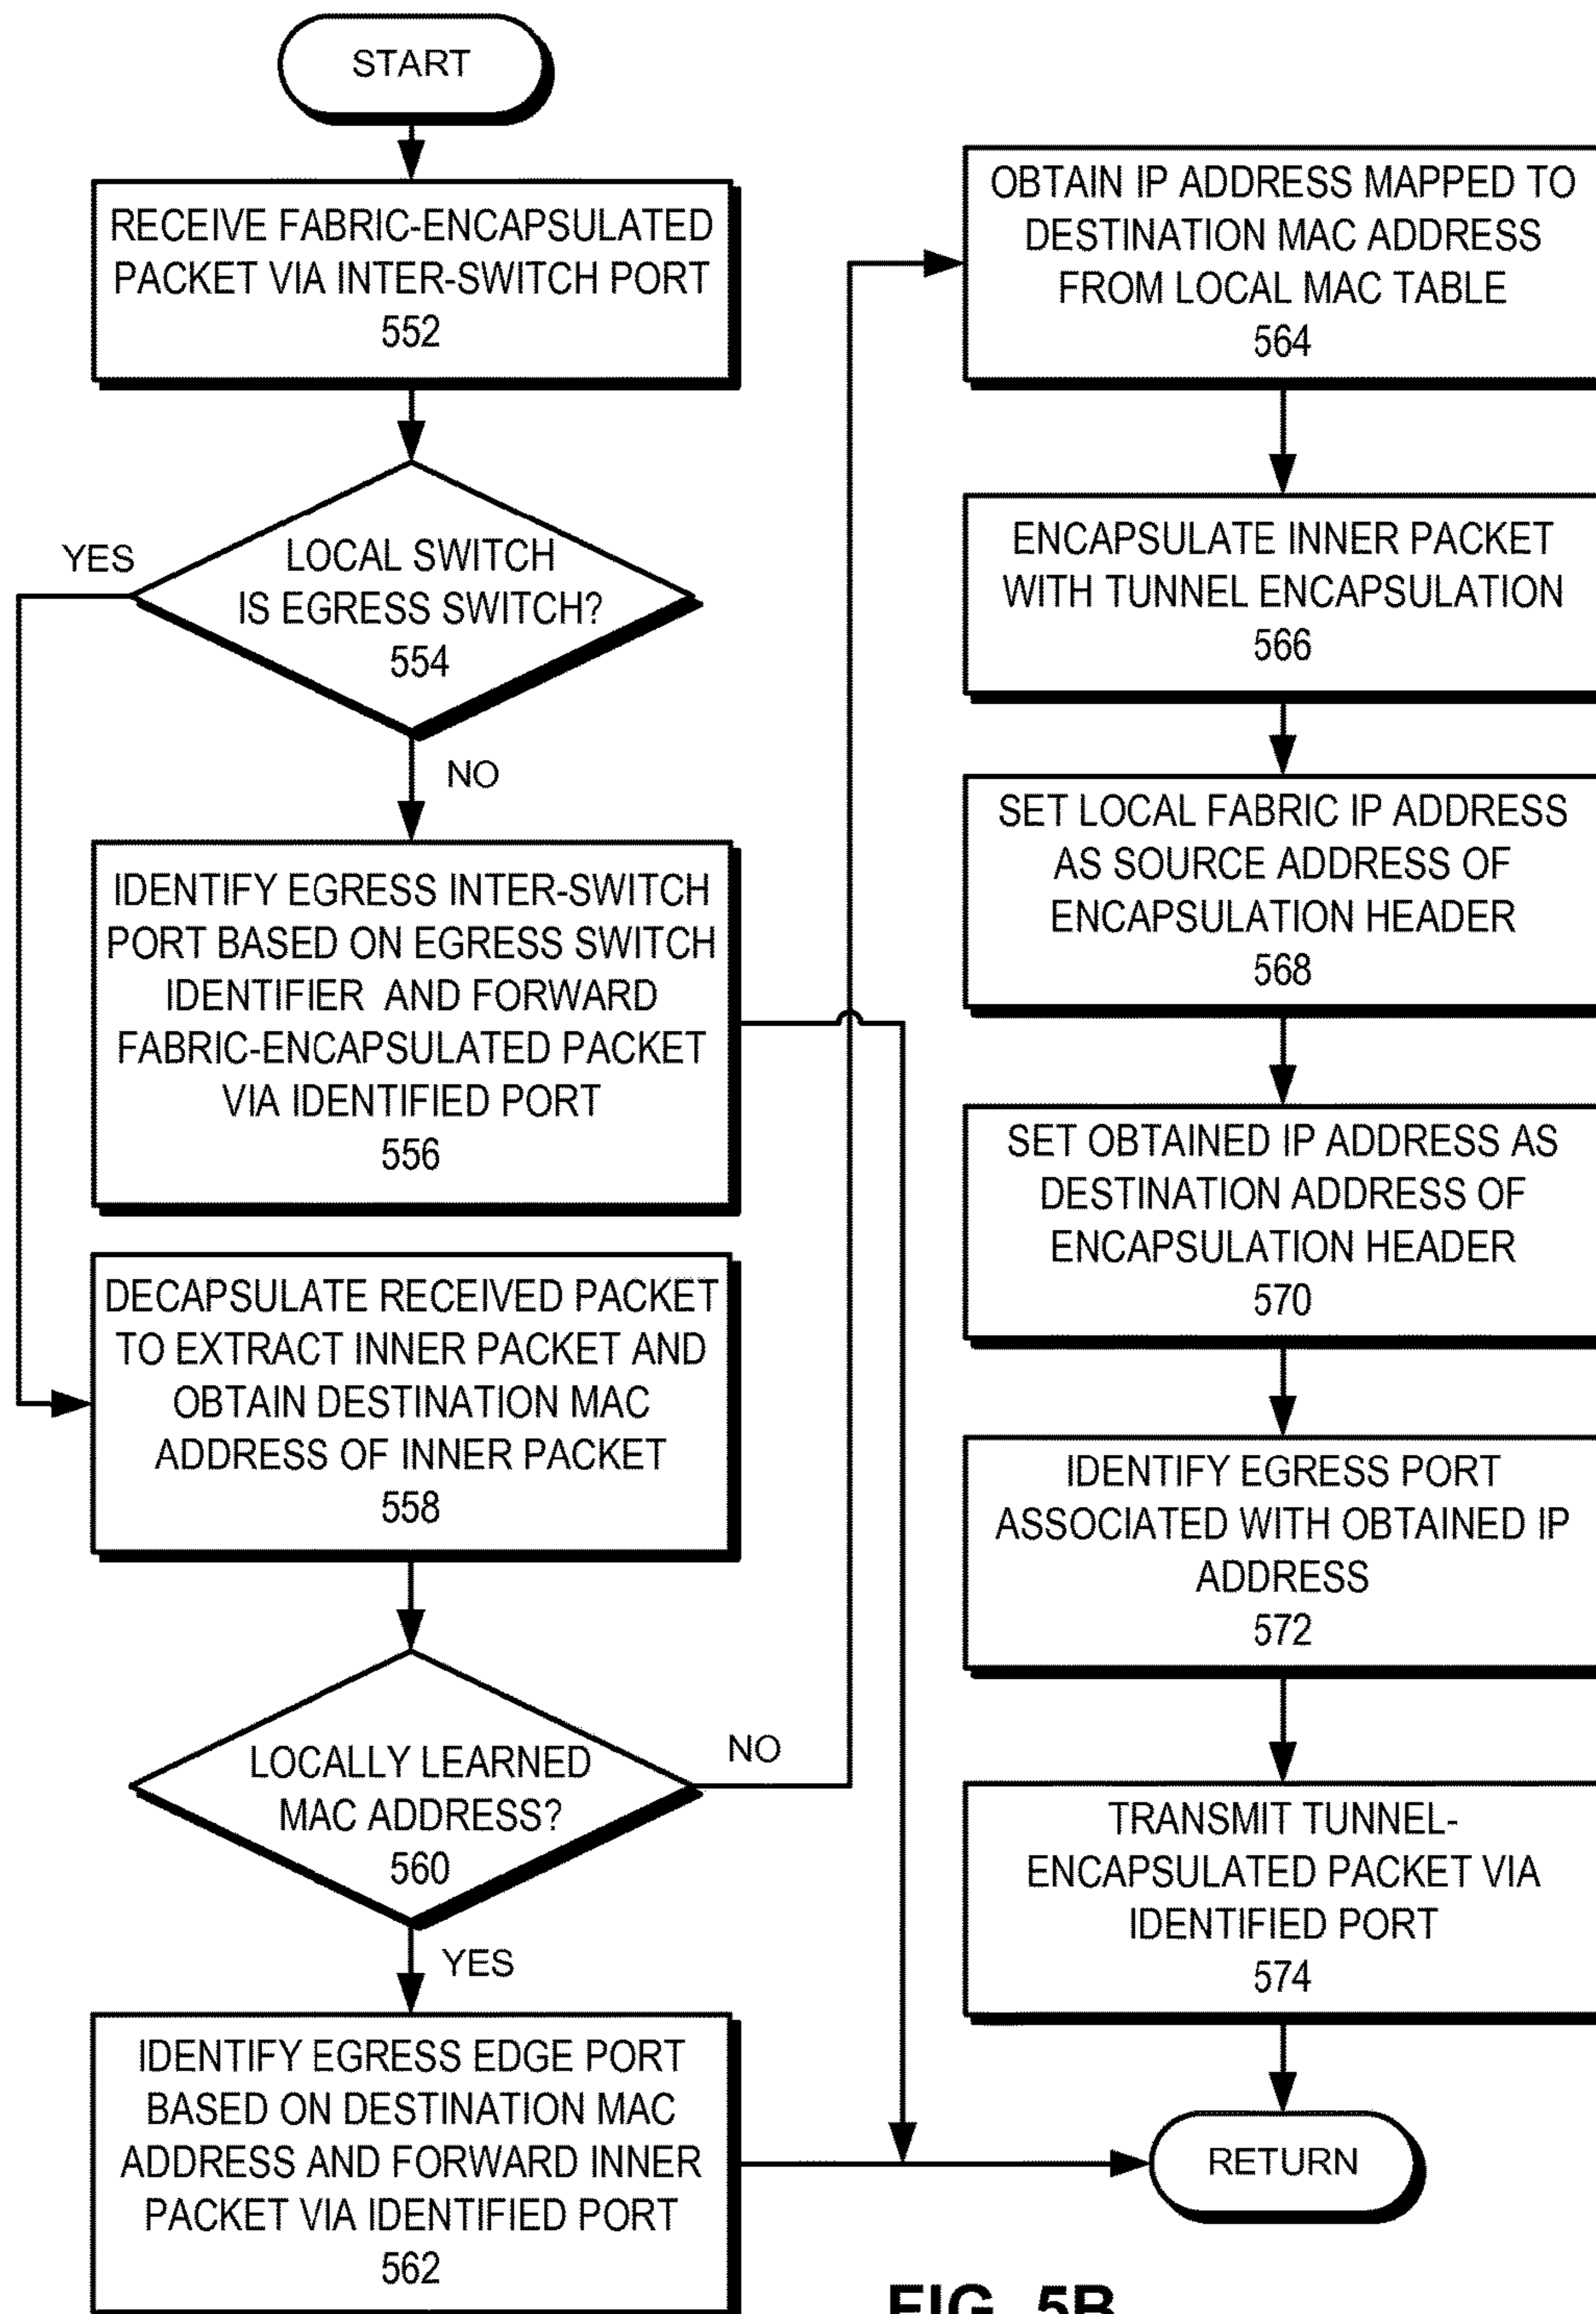 START
RECEIVE FABRIC-ENCAPSULATED
PACKET VIA INTER-SWITCH PORT
552
LOCAL SWITCH
IS EGRESS SWITCH?
554
YES
NO
IDENTIFY EGRESS INTER-SWITCH
PORT BASED ON EGRESS SWITCH
IDENTIFIER AND FORWARD
FABRIC-ENCAPSULATED PACKET
VIA IDENTIFIED PORT
556
DECAPSULATE RECEIVED PACKET
TO EXTRACT INNER PACKET AND
OBTAIN DESTINATION MAC
ADDRESS OF INNER PACKET
558
LOCALLY LEARNED
MAC ADDRESS?
560
NO
YES
IDENTIFY EGRESS EDGE PORT
BASED ON DESTINATION MAC
ADDRESS AND FORWARD INNER
PACKET VIA IDENTIFIED PORT
562
OBTAIN IP ADDRESS MAPPED TO
DESTINATION MAC ADDRESS
FROM LOCAL MAC TABLE
564
ENCAPSULATE INNER PACKET
WITH TUNNEL ENCAPSULATION
566
SET LOCAL FABRIC IP ADDRESS
AS SOURCE ADDRESS OF
ENCAPSULATION HEADER
568
SET OBTAINED IP ADDRESS AS
DESTINATION ADDRESS OF
ENCAPSULATION HEADER
570
IDENTIFY EGRESS PORT
ASSOCIATED WITH OBTAINED IP
ADDRESS
572
TRANSMIT TUNNEL-
ENCAPSULATED PACKET VIA
IDENTIFIED PORT
574
RETURN
FIG. 5B